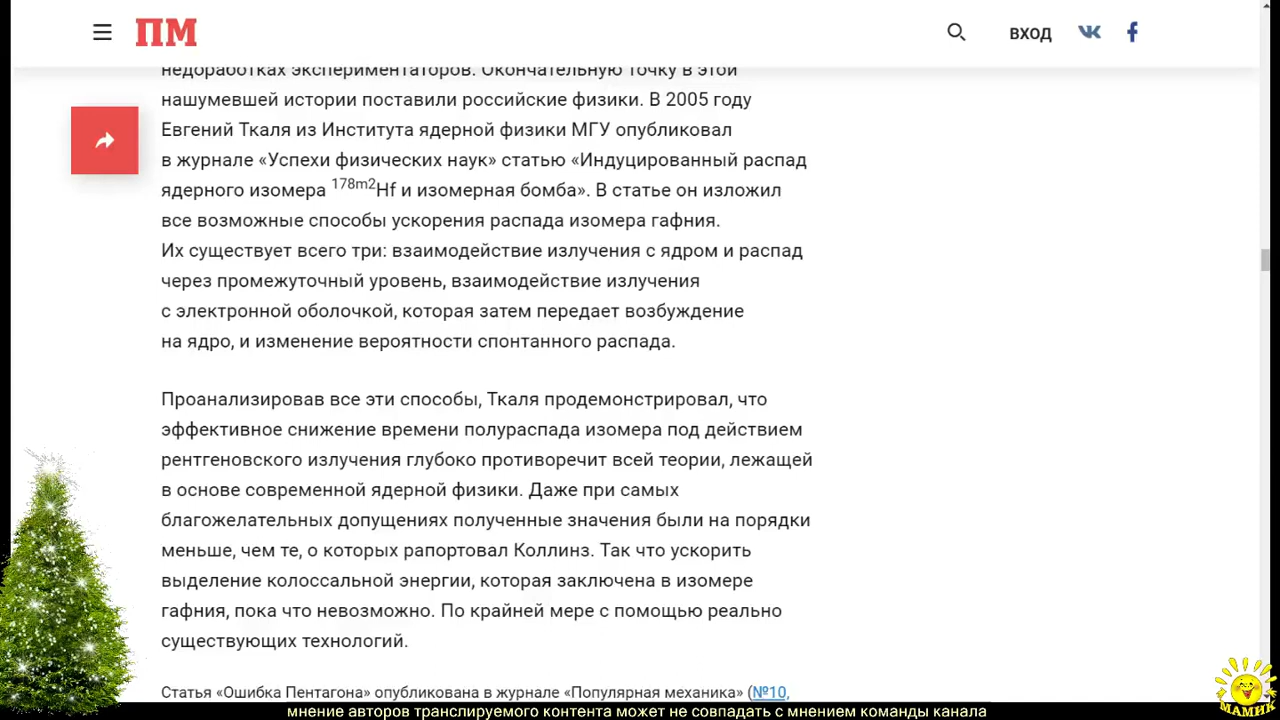 ПМ
ВХОД
недоработках экспериментаторов. Окончательную точку в этой
нашумевшей истории поставили российские физики. В 2005 году
Евгений Ткаля из Института ядерной физики МГУ опубликовал
в журнале «Успехи физических наук» статью «Индуцированный распад
ядерного изомера 178m2Hf и изомерная бомба». В статье он изложил
все возможные способы ускорения распада изомера гафния.
Их существует всего три: взаимодействие излучения с ядром и распад
через промежуточный уровень, взаимодействие излучения
с электронной оболочкой, которая затем передает возбуждение
на ядро, и изменение вероятности спонтанного распада.
Проанализировав все эти способы, Ткаля продемонстрировал, что
эффективное снижение времени полураспада изомера под действием
рентгеновского излучения глубоко противоречит всей теории, лежащей
в основе современной ядерной физики. Даже при самых
благожелательных допущениях полученные значения были на порядки
меньше, чем те, о которых рапортовал Коллинз. Так что ускорить
выделение колоссальной энергии, которая заключена в изомере
гафния, пока что невозможно. По крайней мере с помощью реально
существующих технологий.
Статья «Ошибка Пентагона» опубликована в журнале «Популярная механика» (№10,
МАМИК
мнение авторов транслируемого контента может не совпадать с мнением команды канала